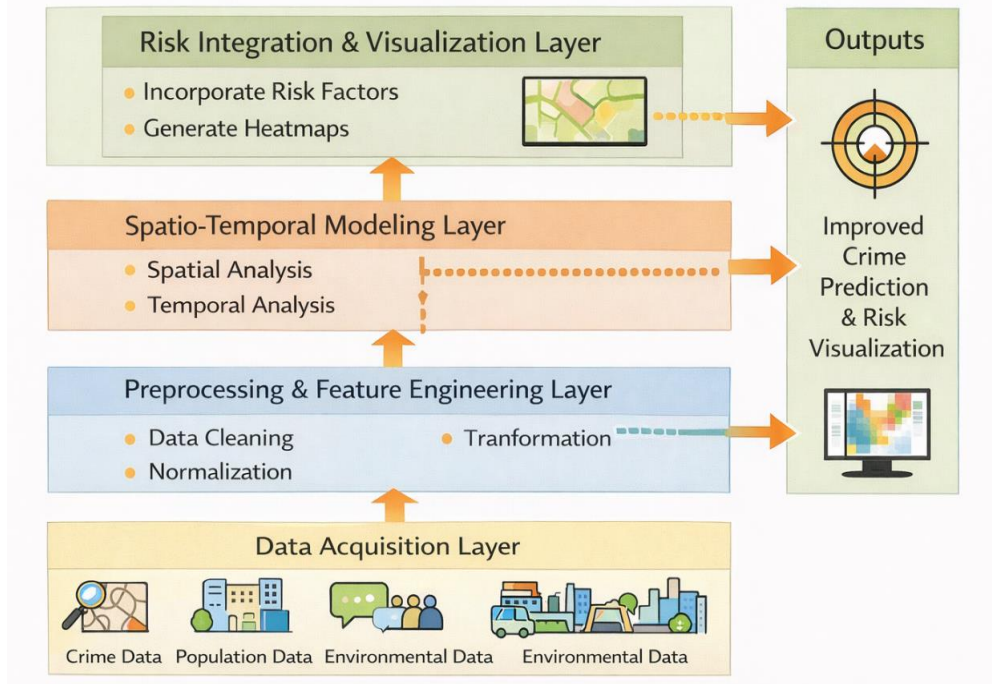 Risk Integration & Visualization Layer
Incorporate Risk Factors
Generate Heatmaps
Spatio-Temporal Modeling Layer
Spatial Analysis
Temporal Analysis
Preprocessing & Feature Engineering Layer
Data Cleaning
Normalization
Tranformation
Data Acquisition Layer
Crime Data
Population Data
Environmental Data
Environmental Data
Outputs
Improved
Crime
Prediction
& Risk
Visualization